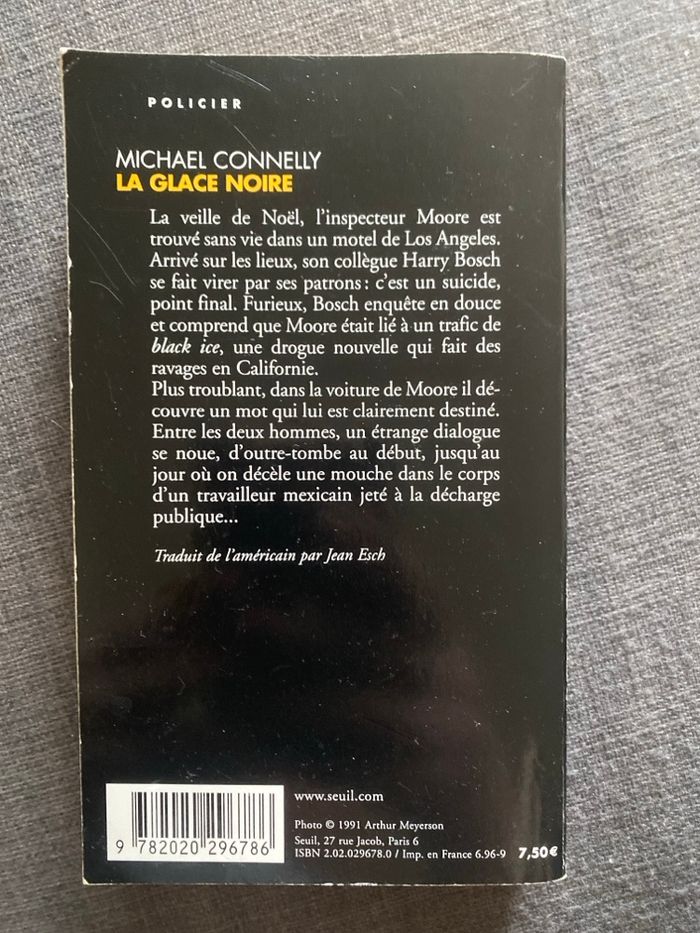 POLICIER
MICHAEL CONNELLY
LA GLACE NOIRE
La veille de Noël, l'inspecteur Moore est
trouvé sans vie dans un motel de Los Angeles.
Arrivé sur les lieux, son collègue Harry Bosch
se fait virer par ses patrons : c'est un suicide,
point final. Furieux, Bosch enquête en douce
et comprend que Moore était lié à un trafic de
black ice, une drogue nouvelle qui fait des
ravages en Californie.
Plus troublant, dans la voiture de Moore il dé-
couvre un mot qui lui est clairement destiné.
Entre les deux hommes, un étrange dialogue
se noue, d'outre-tombe au début, jusqu'au
jour où on décèle une mouche dans le corps
d'un travailleur mexicain jeté à la décharge
publique...
Traduit de l'américain par Jean Esch
www.seuil.com
Photo © 1991 Arthur Meyerson
Seuil, 27 rue Jacob, Paris 6
ISBN 2.02.029678.0 / Imp. en France 6.96-9
7,50€
9 782020 296786